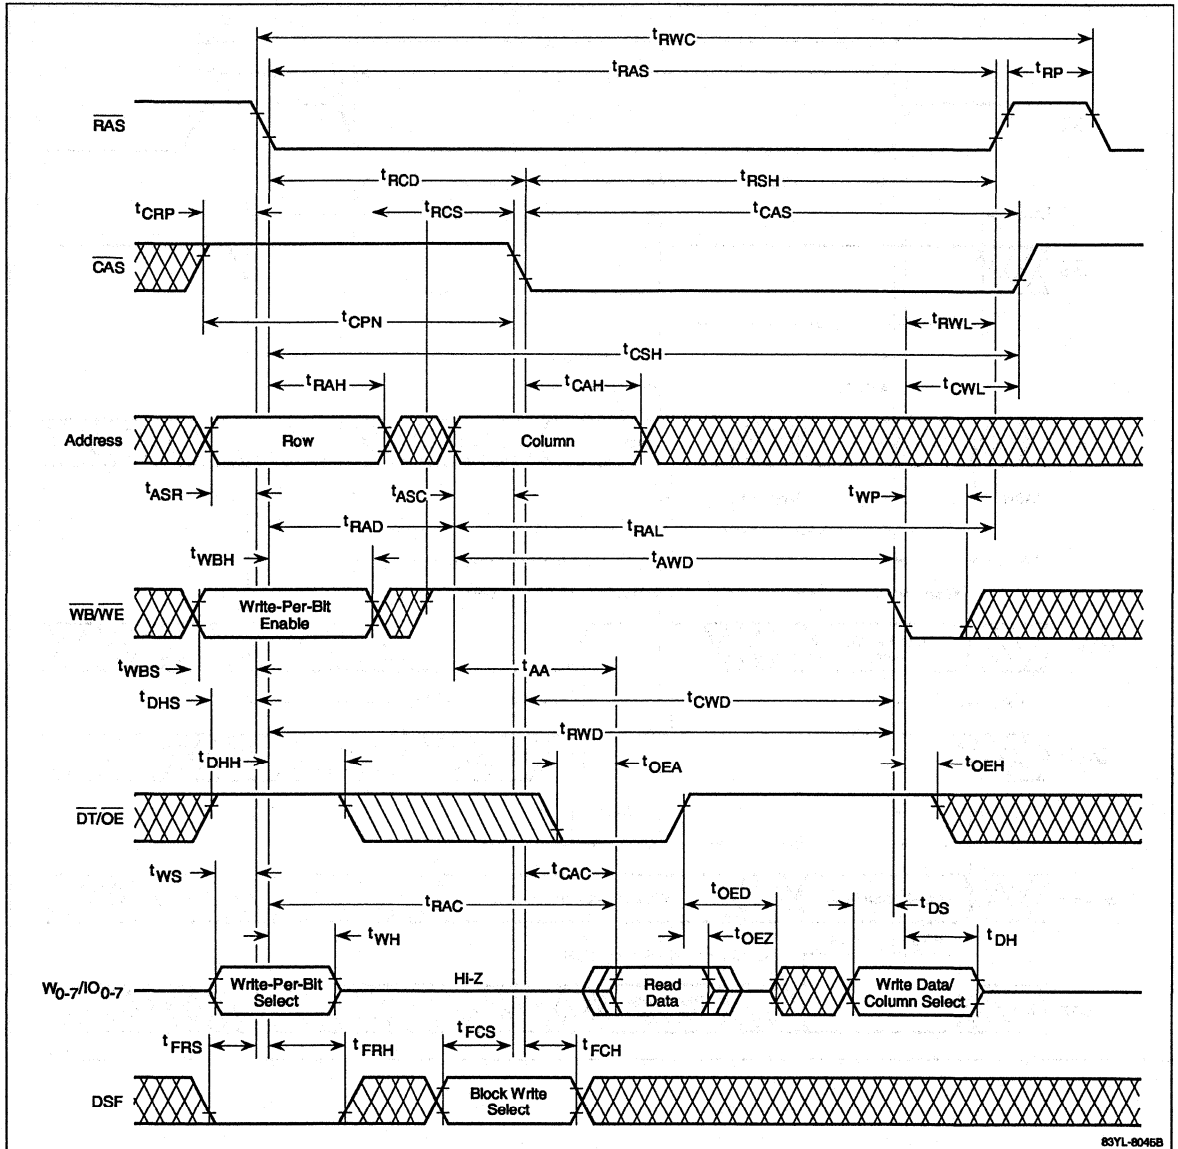 tRWC
tRAS
tRP
RAS
tRCD
tRSH
tCRP
tRCS
tCAS
CAS
tCPN
tRWL
tCSH
tRAH
tCAH
tCWL
Address
Row
Column
tASR
tASC
tWP
tRAD
tRAL
tWBH
tAWD
WB/WE
Write-Per-Bit
Enable
tWBS
tAA
tDHS
tCWD
tRWD
tDHH
tOEA
tOEH
DT/OE
tWS
tCAC
tRAC
tOED
tDS
tWH
tOEZ
tDH
W0-7/IO0-7
Write-Per-Bit
Select
Hi-Z
Read
Data
Write Data/
Column Select
tFRS
tFRH
tFCS
tFCH
DSF
Block Write
Select
83YL-8045B